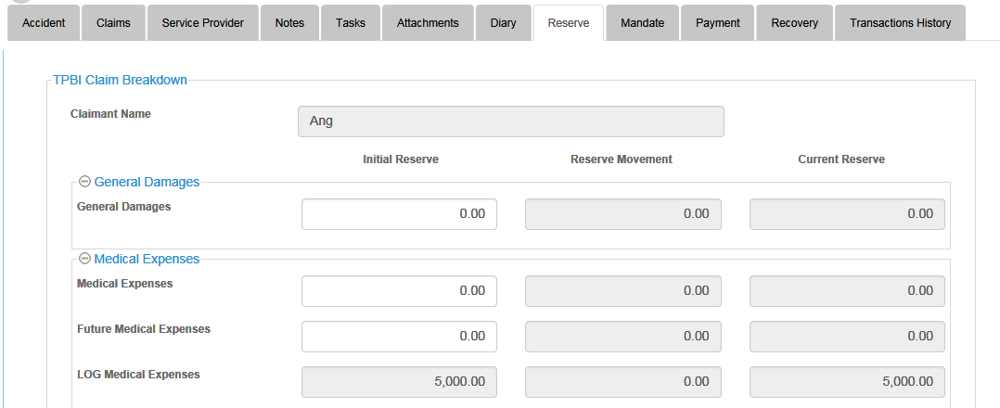 Accident Claims Service Provider Notes Tasks Attachments Diary Reserve Mandate Payment Recovery Transactions History
TPBI Claim Breakdown
Claimant Name Ang
Initial Reserve Reserve Movement Current Reserve
General Damages
General Damages 0.00 0.00 0.00
Medical Expenses
Medical Expenses 0.00 0.00 0.00
Future Medical Expenses 0.00 0.00 0.00
LOG Medical Expenses 5,000.00 0.00 5,000.00